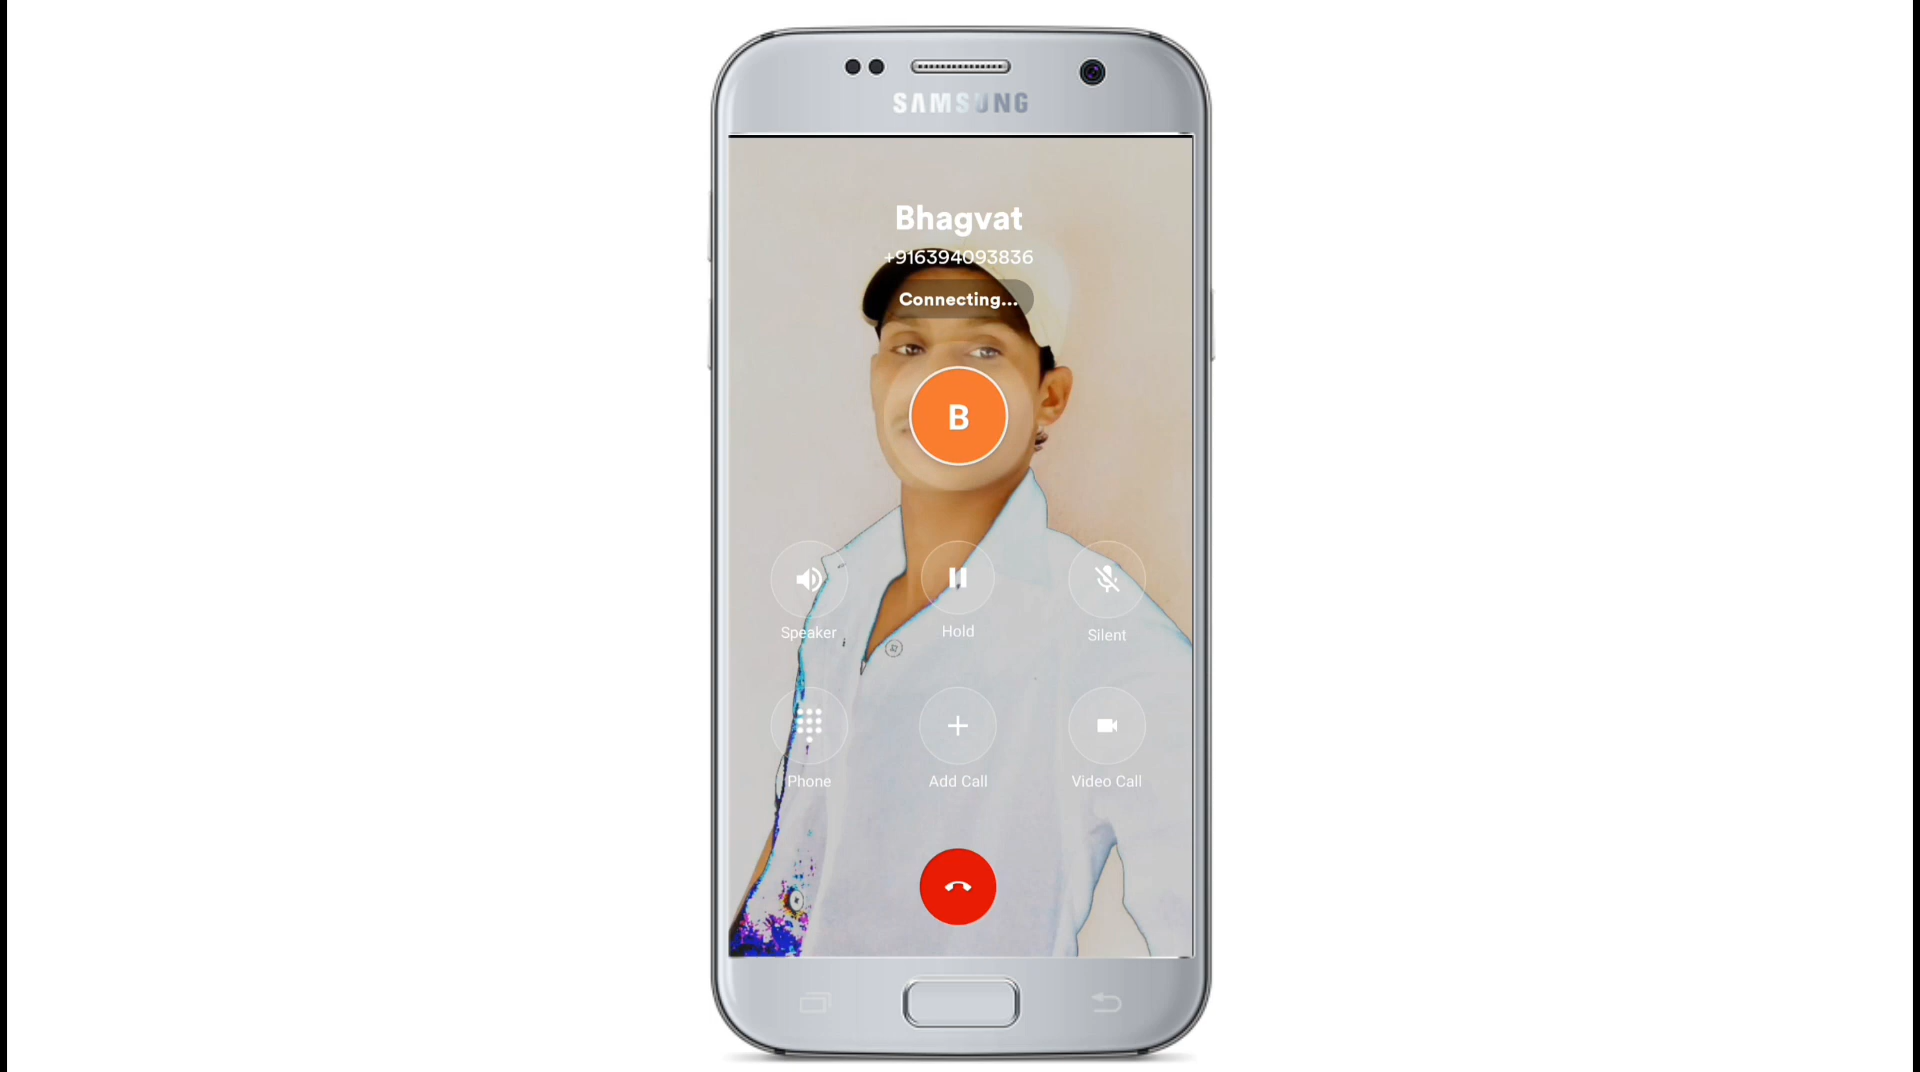 SAMSUNG
Bhagvat
+916394093836
Connecting...
B
Speaker
Hold
Silent
Phone
Add Call
Video Call